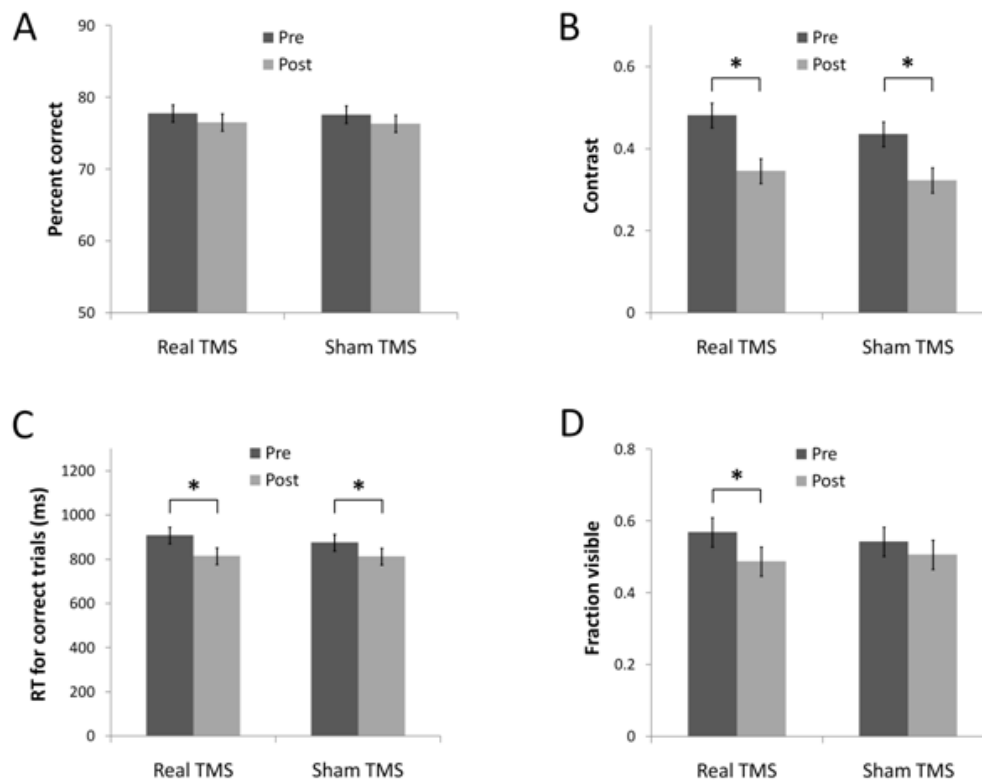 A
Percent correct
90
80
70
60
50
Pre
Post
Real TMS
Sham TMS
B
Contrast
0.6
0.4
0.2
0
Pre
Post
*
*
Real TMS
Sham TMS
C
RT for correct trials (ms)
1200
1000
800
600
400
200
0
Pre
Post
*
*
Real TMS
Sham TMS
D
Fraction visible
0.8
0.6
0.4
0.2
0
Pre
Post
*
Real TMS
Sham TMS